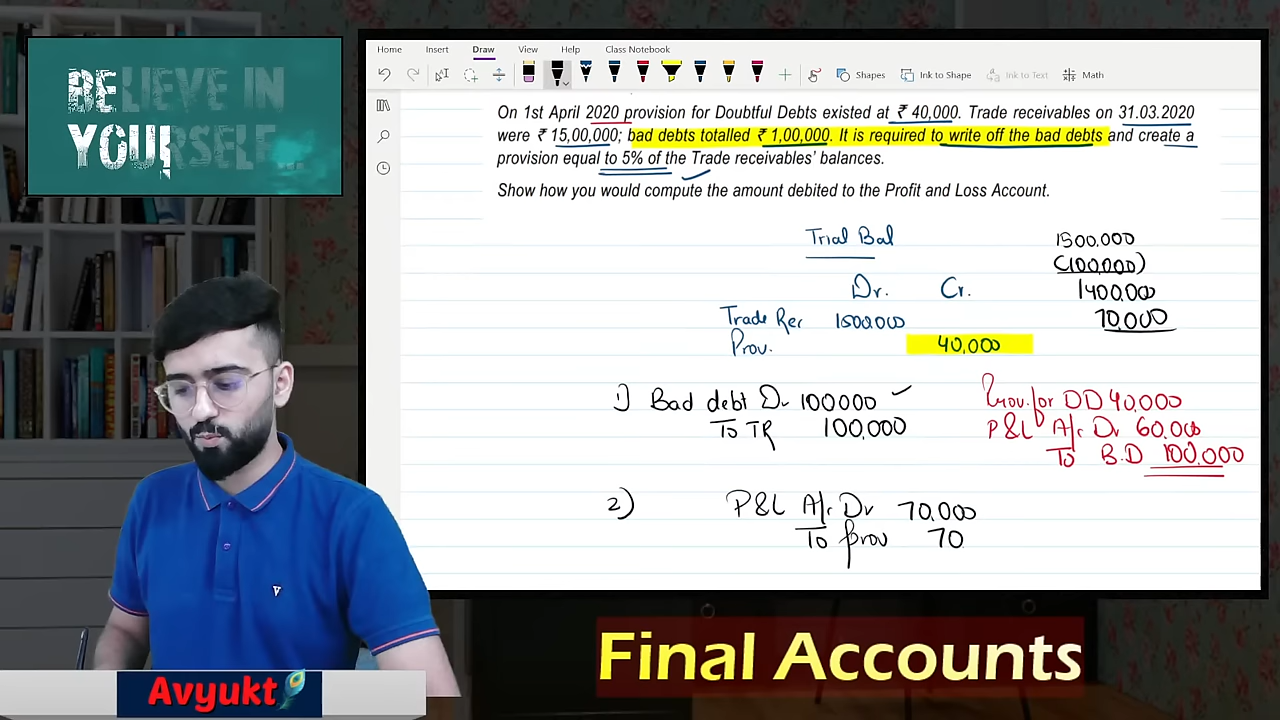 BELIEVE IN
YOURSELF...
Home Insert Draw View Help Class Notebook
Shapes Ink to Shape Ink to Text Math
On 1st April 2020 provision for Doubtful Debts existed at ₹ 40,000. Trade receivables on 31.03.2020
were ₹ 15,00,000; bad debts totalled ₹ 1,00,000. It is required to write off the bad debts and create a
provision equal to 5% of the Trade receivables' balances.
Show how you would compute the amount debited to the Profit and Loss Account.
Trial Bal
Dr. Cr.
Trade Rec 1500000
Prov. 40,000
1500.000
(100,000)
1400.000
70,000
1) Bad debt Dr 100000
To TR 100,000
Prov. for DD 40,000
P&L A/c Dr 60.000
To B.D 100.000
2) P&L A/c Dr 70.000
To prov 70
Final Accounts
Avyukt